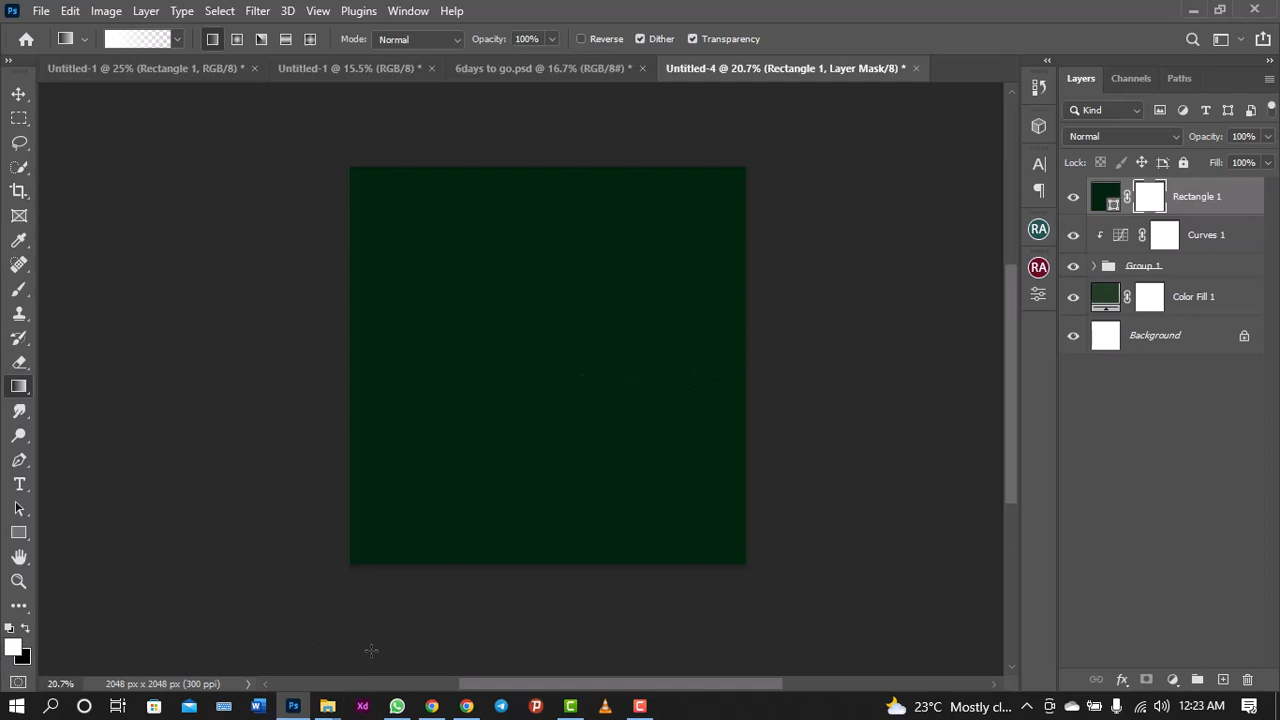 Ps File Edit Image Layer Type Select Filter 3D View Plugins Window Help
Mode: Normal Opacity: 100% Reverse Dither Transparency
Untitled-1 @ 25% (Rectangle 1, RGB/8) * Untitled-1 @ 15.5% (RGB/8) * 6days to go.psd @ 16.7% (RGB/8#) * Untitled-4 @ 20.7% (Rectangle 1, Layer Mask/8) *
Layers Channels Paths
Kind
Normal Opacity: 100%
Lock: Fill: 100%
Rectangle 1
Curves 1
Group 1
Color Fill 1
Background
RA
RA
20.7% 2048 px x 2048 px (300 ppi)
23°C Mostly cl... 12:23 AM